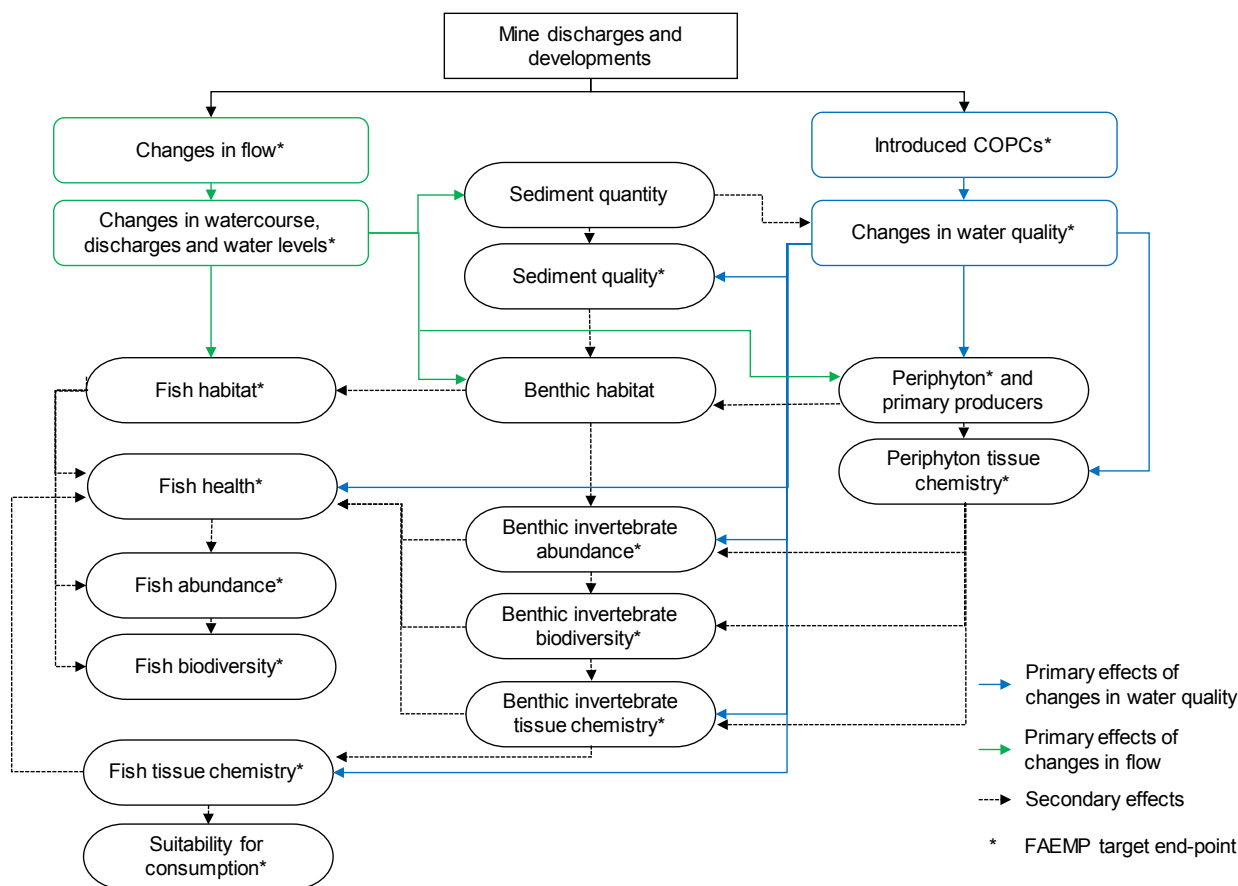 Mine discharges and
developments
Changes in flow*
Introduced COPCs*
Changes in watercourse,
discharges and water levels*
Sediment quantity
Changes in water quality*
Sediment quality*
Fish habitat*
Benthic habitat
Periphyton* and
primary producers
Fish health*
Periphyton tissue
chemistry*
Benthic invertebrate
abundance*
Fish abundance*
Benthic invertebrate
biodiversity*
Fish biodiversity*
Benthic invertebrate
tissue chemistry*
Fish tissue chemistry*
Suitability for
consumption*
Primary effects of
changes in water quality
Primary effects of
changes in flow
Secondary effects
* FAEMP target end-point